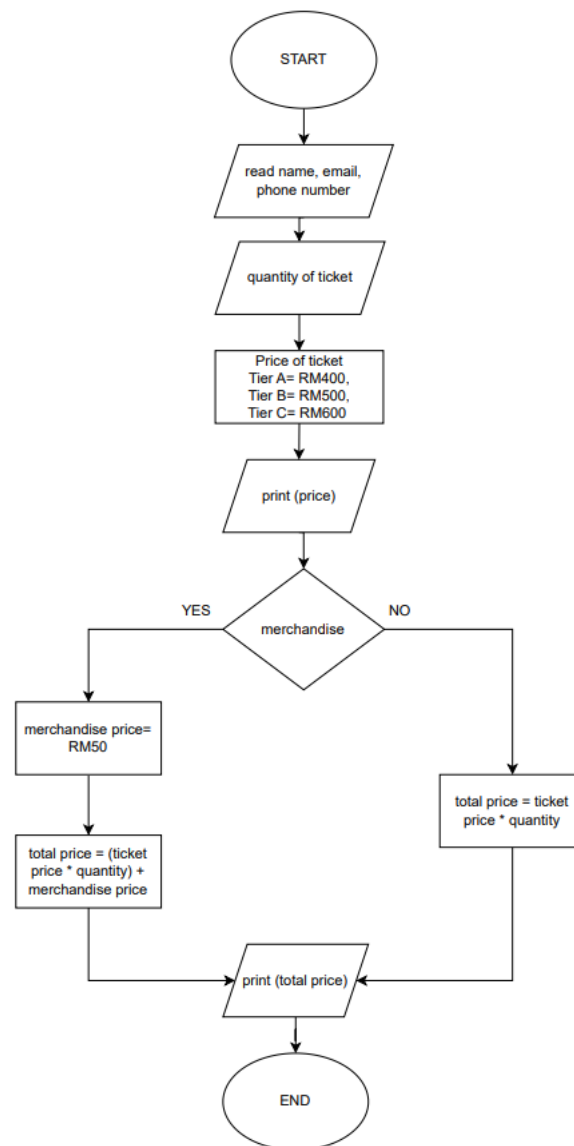 START
read name, email,
phone number
quantity of ticket
Price of ticket
Tier A= RM400,
Tier B= RM500,
Tier C= RM600
print (price)
YES
merchandise
NO
merchandise price=
RM50
total price = (ticket
price * quantity) +
merchandise price
total price = ticket
price * quantity
print (total price)
END